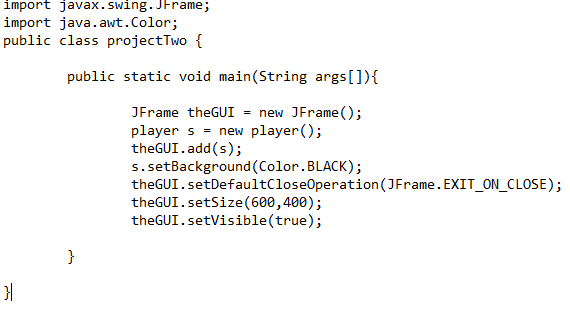 import javax.swing.JFrame;
import java.awt.Color;
public class projectTwo {
public static void main(String args[]){
JFrame theGUI = new JFrame();
player s = new player();
theGUI.add(s);
s.setBackground(Color.BLACK);
theGUI.setDefaultCloseOperation(JFrame.EXIT_ON_CLOSE);
theGUI.setSize(600,400);
theGUI.setVisible(true);
}
}